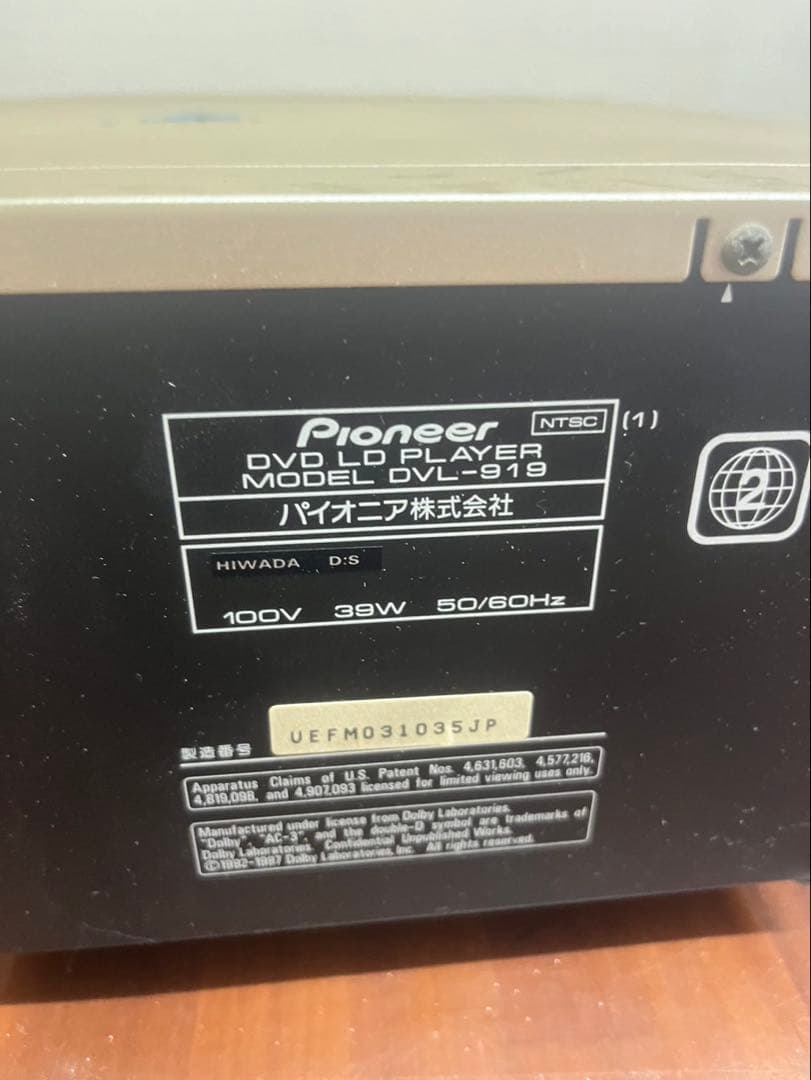 Pioneer NTSC (1)
DVD LD PLAYER
MODEL DVL-919
パイオニア株式会社
2
HIWADA D:S
100V 39W 50/60Hz
製造番号 UEFM031035JP
Apparatus Claims of U.S. Patent Nos. 4,631,603, 4,577,216,
4,819,098, and 4,907,093 licensed for limited viewing uses only.
Manufactured under license from Dolby Laboratories.
"Dolby", "AC-3", and the double-D symbol are trademarks of
Dolby Laboratories. Confidential Unpublished Works.
©1992-1997 Dolby Laboratories, Inc. All rights reserved.